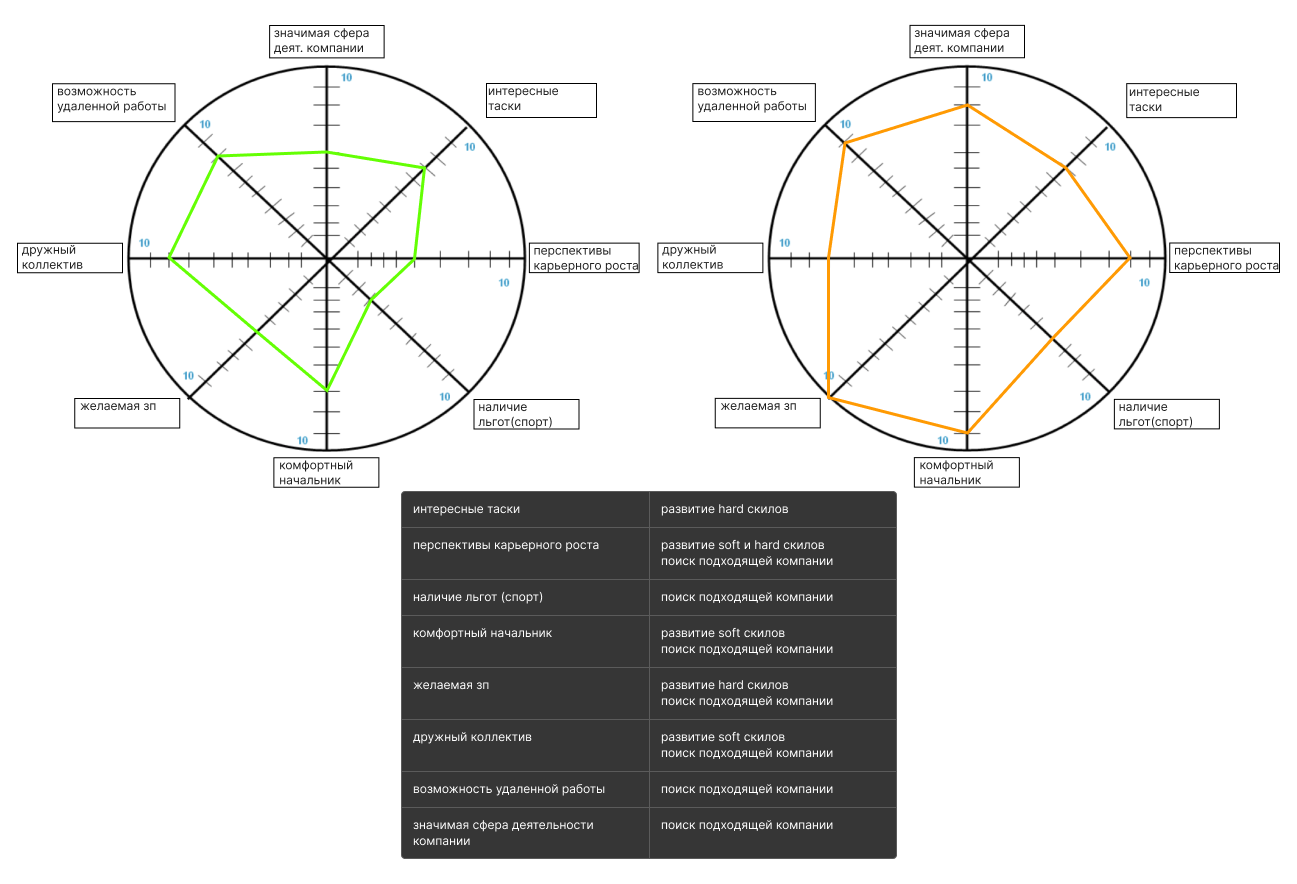 значимая сфера
деят. компании
10
возможность
удаленной работы
10
интересные
таски
10
дружный
коллектив
10
перспективы
карьерного роста
10
желаемая зп
10
наличие
льгот(спорт)
10
комфортный
начальник
10
значимая сфера
деят. компании
10
возможность
удаленной работы
10
интересные
таски
10
дружный
коллектив
10
перспективы
карьерного роста
10
желаемая зп
10
наличие
льгот(спорт)
10
комфортный
начальник
10
интересные таски
развитие hard скилов
перспективы карьерного роста
развитие soft и hard скилов
поиск подходящей компании
наличие льгот (спорт)
поиск подходящей компании
комфортный начальник
развитие soft скилов
поиск подходящей компании
желаемая зп
развитие hard скилов
поиск подходящей компании
дружный коллектив
развитие soft скилов
поиск подходящей компании
возможность удаленной работы
поиск подходящей компании
значимая сфера деятельности
компании
поиск подходящей компании